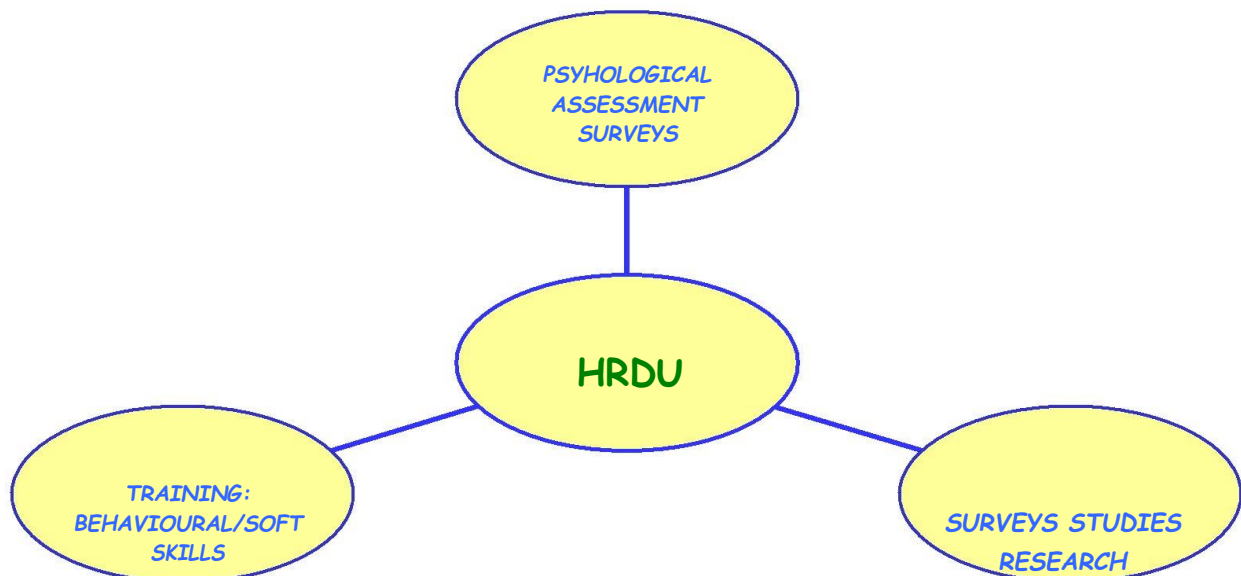 PSYHOLOGICAL
ASSESSMENT
SURVEYS
HRDU
TRAINING:
BEHAVIOURAL/SOFT
SKILLS
SURVEYS STUDIES
RESEARCH